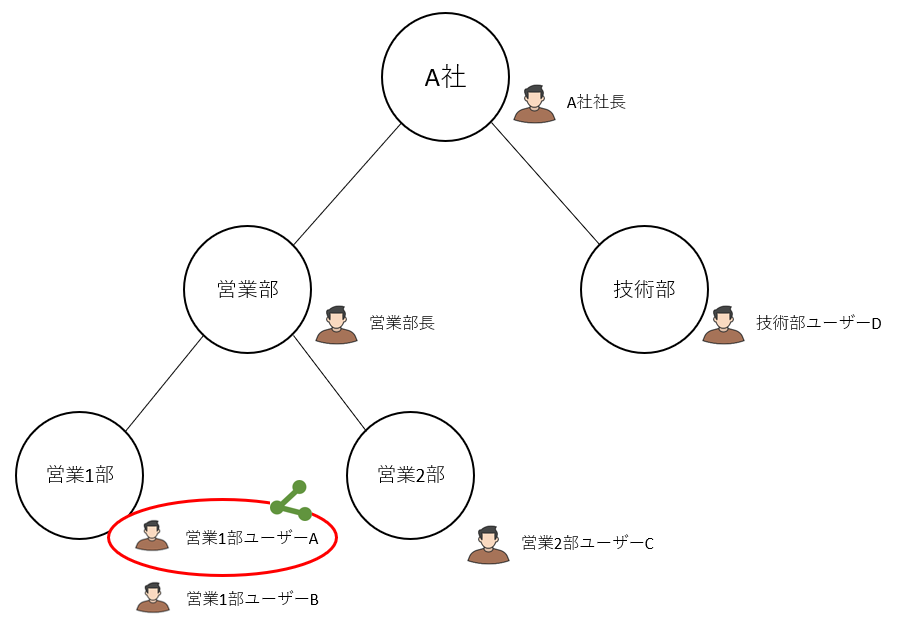 A社
A社社長
営業部
営業部長
技術部
技術部ユーザーD
営業1部
営業2部
営業1部ユーザーA
営業2部ユーザーC
営業1部ユーザーB